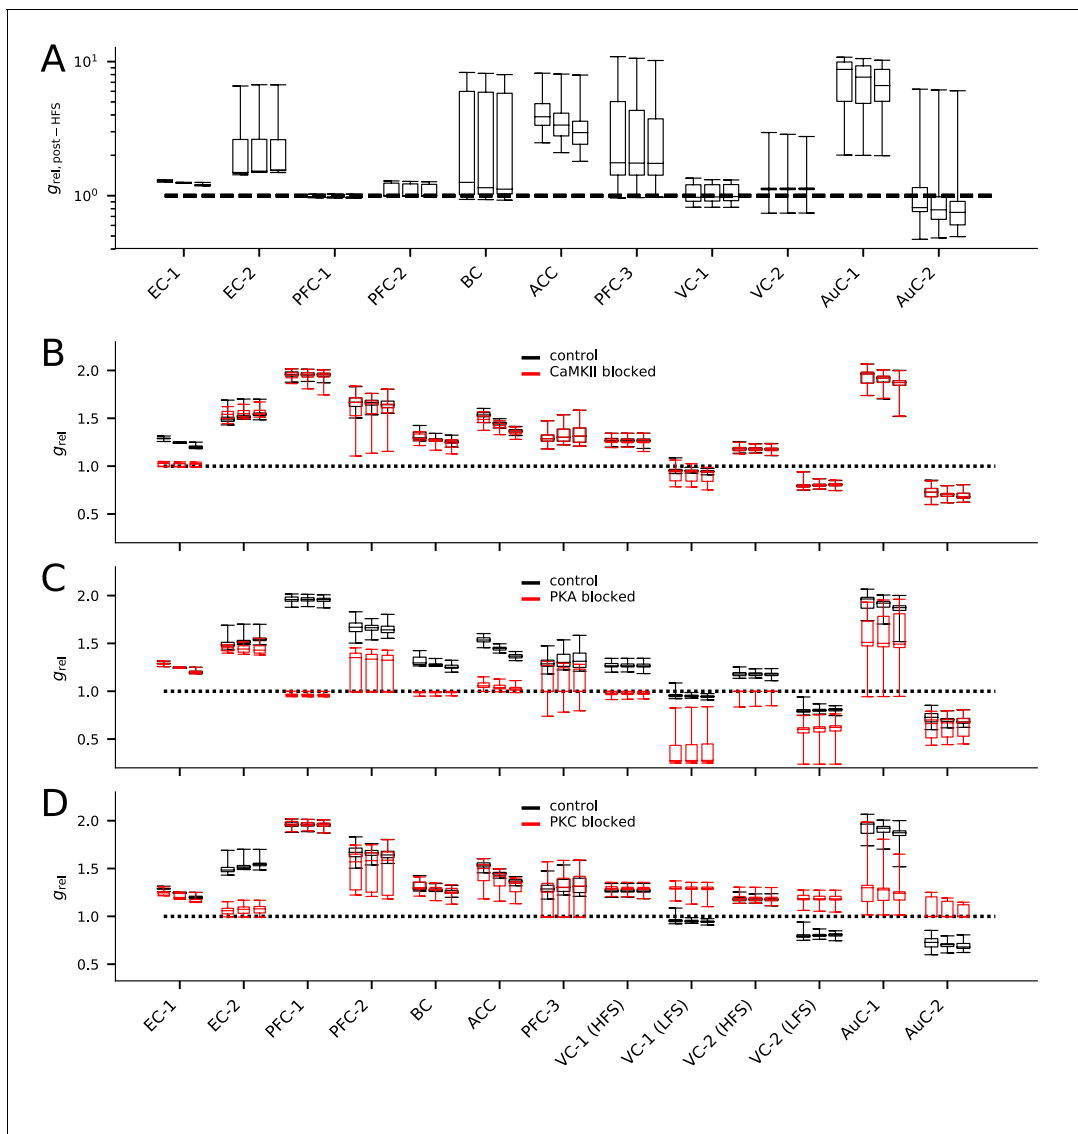 A
10¹
10⁰
g_rel,post−HFS
EC-1 EC-2 PFC-1 PFC-2 BC ACC PFC-3 VC-1 VC-2 AuC-1 AuC-2
B
control
CaMKII blocked
2.0
1.5
1.0
0.5
g_rel
C
control
PKA blocked
2.0
1.5
1.0
0.5
g_rel
D
control
PKC blocked
2.0
1.5
1.0
0.5
g_rel
EC-1 EC-2 PFC-1 PFC-2 BC ACC PFC-3 VC-1 (HFS) VC-1 (LFS) VC-2 (HFS) VC-2 (LFS) AuC-1 AuC-2